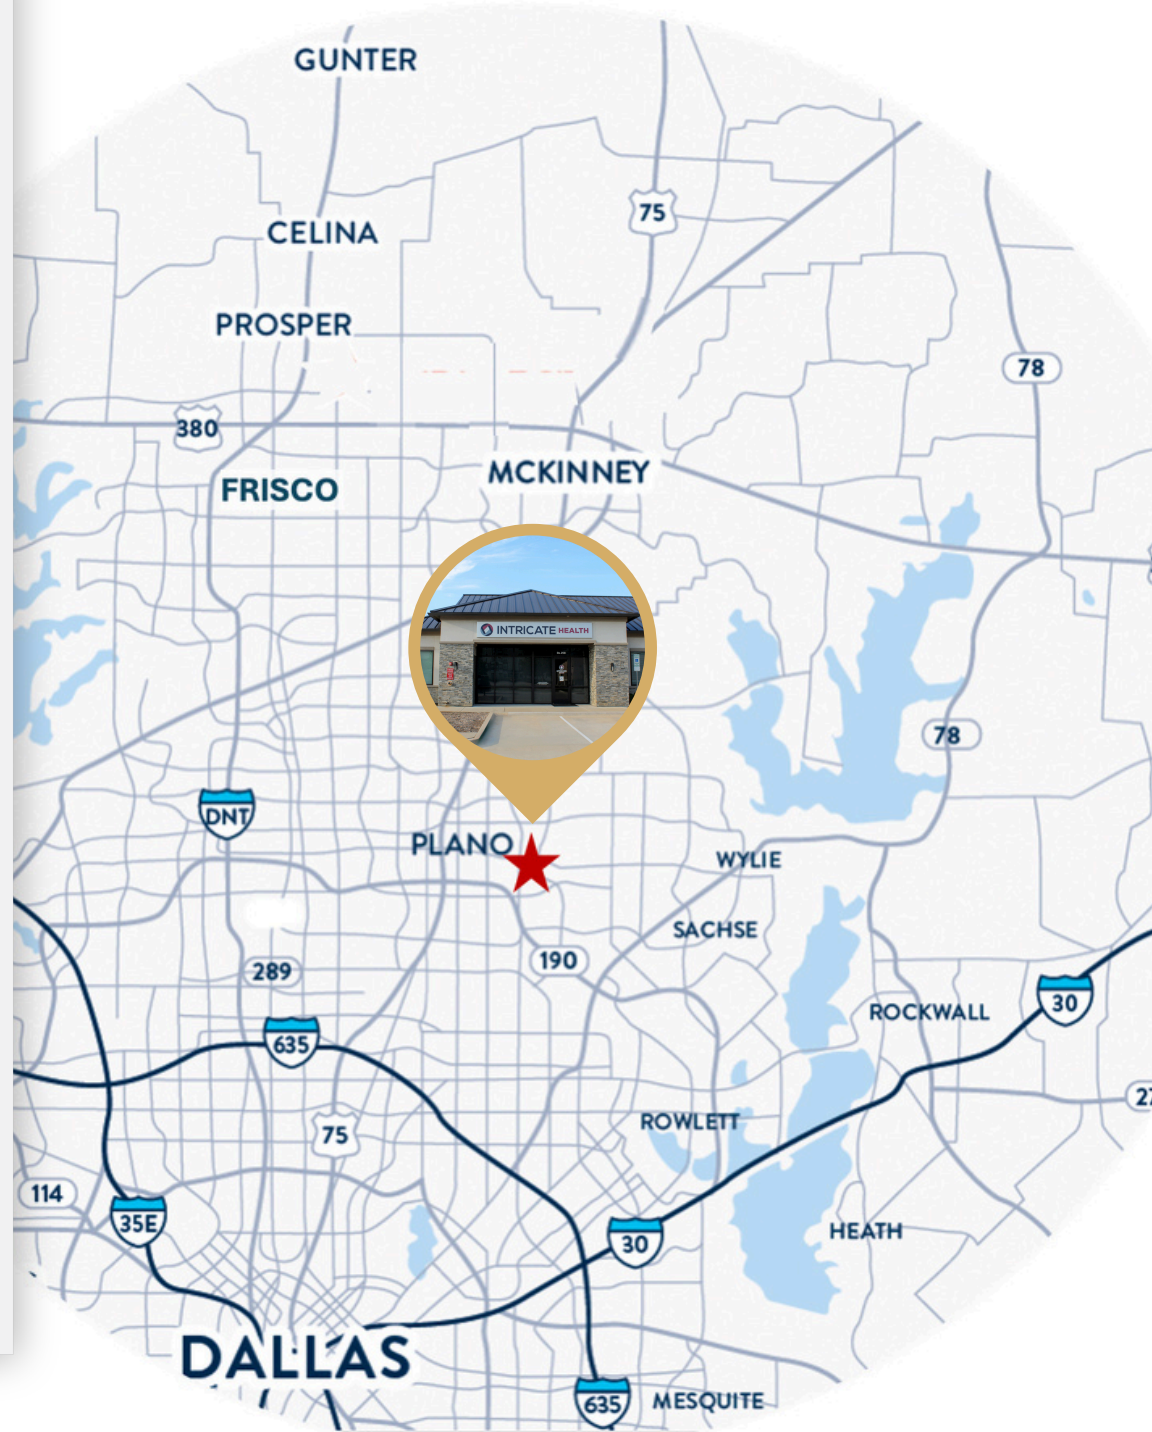 GUNTER
75
CELINA
PROSPER
78
380
MCKINNEY
FRISCO
INTRICATE HEALTH
78
DNT
PLANO
WYLIE
SACHSE
190
289
30
ROCKWALL
635
75
ROWLETT
27
114
35E
30
HEATH
DALLAS
635
MESQUITE